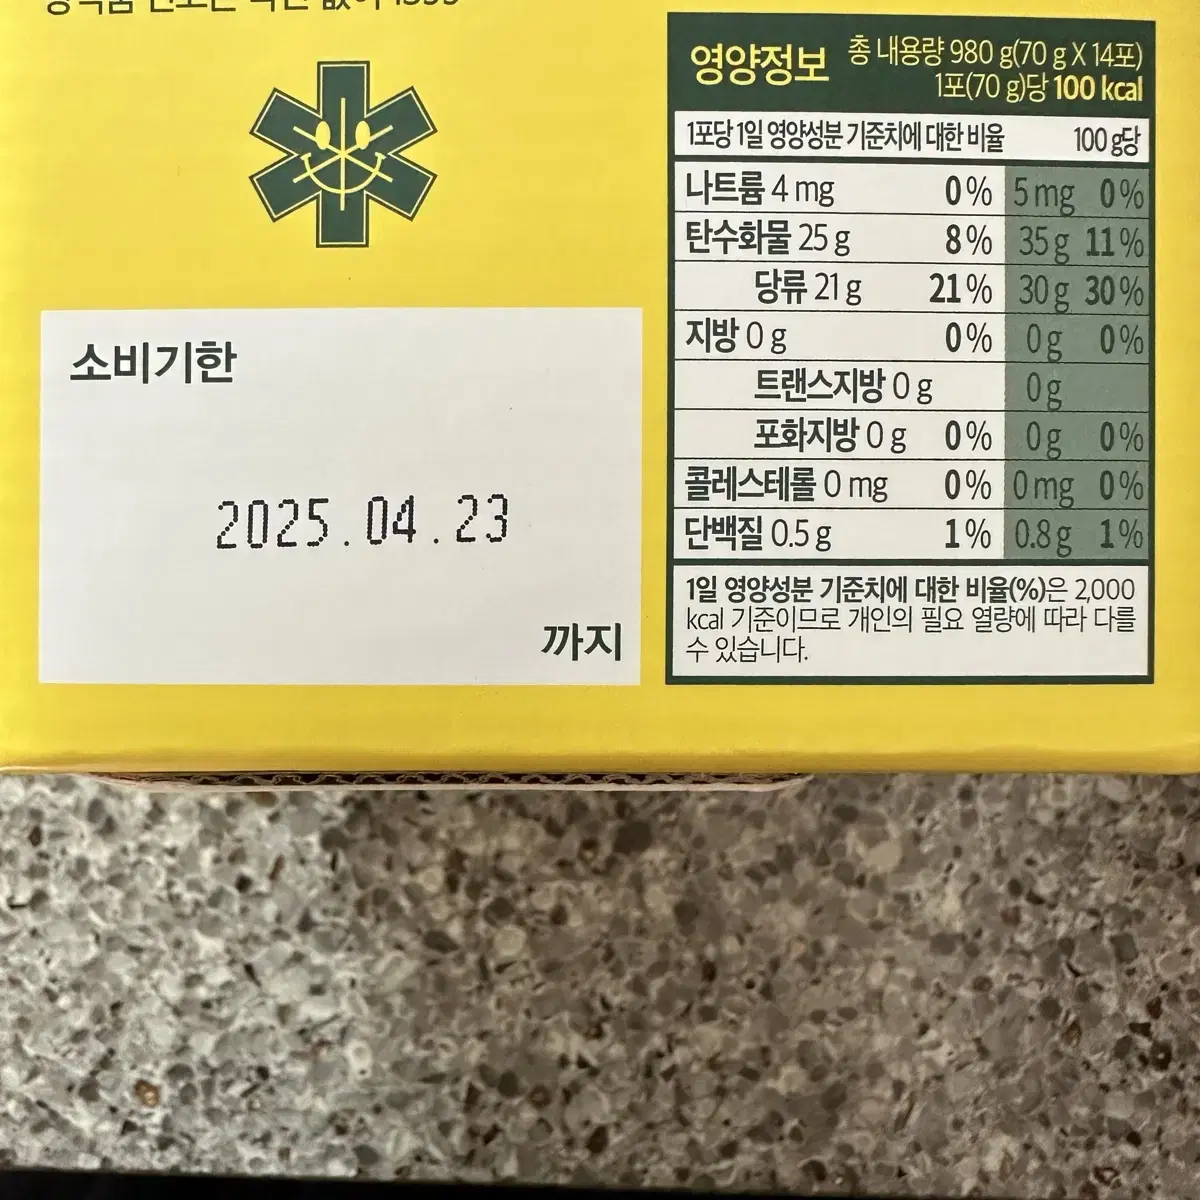 1399
소비기한
2025.04.23
까지
영양정보
총 내용량 980 g(70 g X 14포)
1포(70 g)당 100 kcal
1포당 1일 영양성분 기준치에 대한 비율 100 g당
나트륨 4 mg 0% 5 mg 0%
탄수화물 25 g 8% 35 g 11%
당류 21 g 21% 30 g 30%
지방 0 g 0% 0 g 0%
트랜스지방 0 g 0 g
포화지방 0 g 0% 0 g 0%
콜레스테롤 0 mg 0% 0 mg 0%
단백질 0.5 g 1% 0.8 g 1%
1일 영양성분 기준치에 대한 비율(%)은 2,000
kcal 기준이므로 개인의 필요 열량에 따라 다를
수 있습니다.